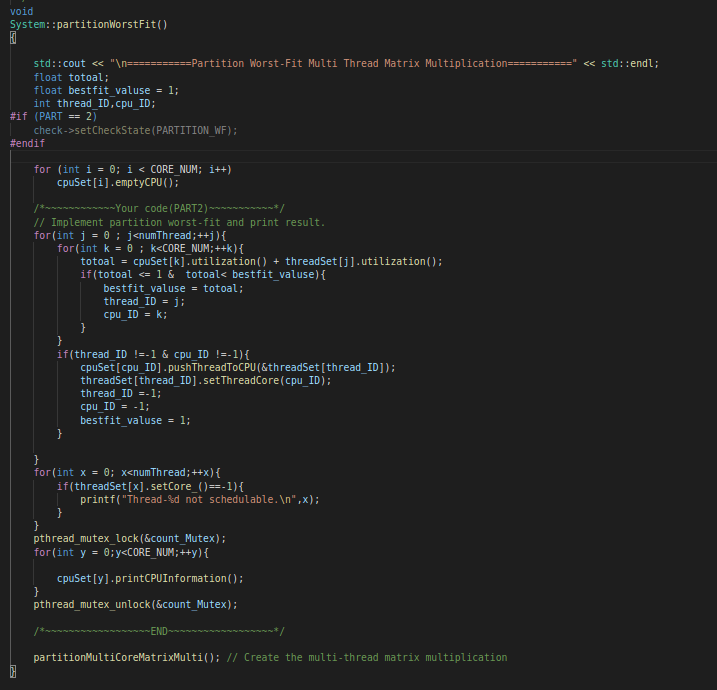 void
System::partitionWorstFit()
{
    std::cout << "\n===========Partition Worst-Fit Multi Thread Matrix Multiplication===========" << std::endl;
    float totoal;
    float bestfit_valuse = 1;
    int thread_ID,cpu_ID;
#if (PART == 2)
    check->setCheckState(PARTITION_WF);
#endif
    for (int i = 0; i < CORE_NUM; i++)
        cpuSet[i].emptyCPU();
    /*~~~~~~~~~~~~Your code(PART2)~~~~~~~~~~~*/
    // Implement partition worst-fit and print result.
    for(int j = 0 ; j<numThread;++j){
        for(int k = 0 ; k<CORE_NUM;++k){
            totoal = cpuSet[k].utilization() + threadSet[j].utilization();
            if(totoal <= 1 &  totoal< bestfit_valuse){
                bestfit_valuse = totoal;
                thread_ID = j;
                cpu_ID = k;
            }
        }
        if(thread_ID !=-1 & cpu_ID !=-1){
            cpuSet[cpu_ID].pushThreadToCPU(&threadSet[thread_ID]);
            threadSet[thread_ID].setThreadCore(cpu_ID);
            thread_ID =-1;
            cpu_ID = -1;
            bestfit_valuse = 1;
        }
    }
    for(int x = 0; x<numThread;++x){
        if(threadSet[x].setCore_()==-1){
            printf("Thread-%d not schedulable.\n",x);
        }
    }
    pthread_mutex_lock(&count_Mutex);
    for(int y = 0;y<CORE_NUM;++y){
        cpuSet[y].printCPUInformation();
    }
    pthread_mutex_unlock(&count_Mutex);
    /*~~~~~~~~~~~~~~~~~~END~~~~~~~~~~~~~~~~~~*/
    partitionMultiCoreMatrixMulti(); // Create the multi-thread matrix multiplication
}